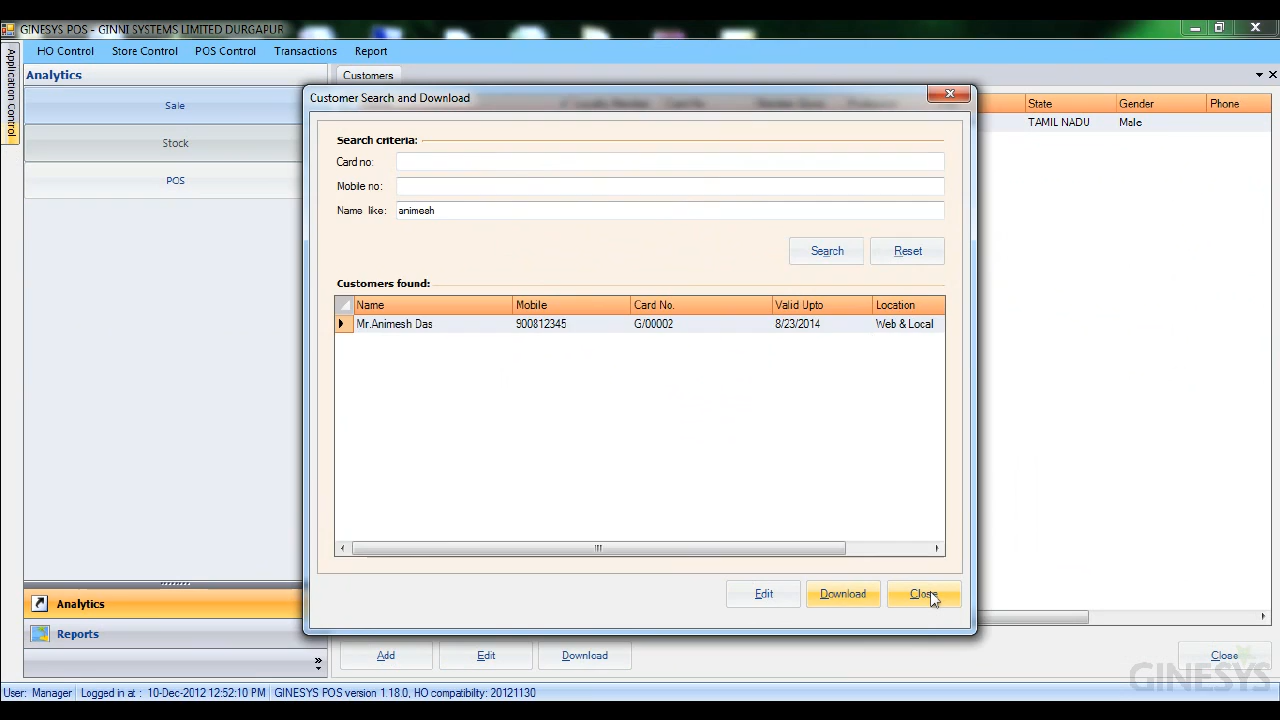 GINESYS POS - GINNI SYSTEMS LIMITED DURGAPUR
HO Control Store Control POS Control Transactions Report
Application Control
Analytics
Sale
Stock
POS
Customers
State Gender Phone
TAMIL NADU Male
Customer Search and Download
Search criteria:
Card no:
Mobile no:
Name like: animesh
Search Reset
Customers found:
Name Mobile Card No. Valid Upto Location
Mr.Animesh Das 900812345 G/00002 8/23/2014 Web & Local
Edit Download Close
Analytics
Reports
Add Edit Download Close
GINESYS
User: Manager Logged in at : 10-Dec-2012 12:52:10 PM GINESYS POS version 1.18.0, HO compatibility: 20121130